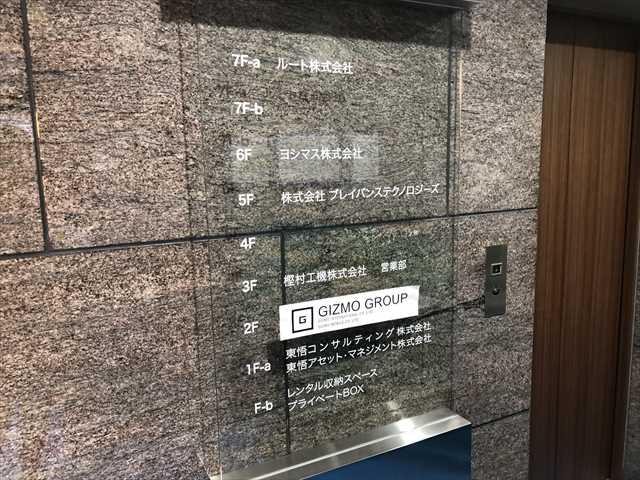 7F-a ルート株式会社
7F-b
6F ヨシマス株式会社
5F 株式会社 ブレイバンステクノロジーズ
4F
3F 樫村工機株式会社 営業部
2F G GIZMO GROUP
1F-a 東悟コンサルティング株式会社
東悟アセット・マネジメント株式会社
F-b レンタル収納スペース
プライベートBOX